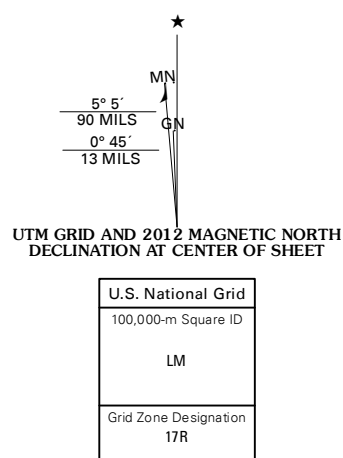 MN
5° 5´
90 MILS
GN
0° 45´
13 MILS
UTM GRID AND 2012 MAGNETIC NORTH
DECLINATION AT CENTER OF SHEET
U.S. National Grid
100,000-m Square ID
LM
Grid Zone Designation
17R